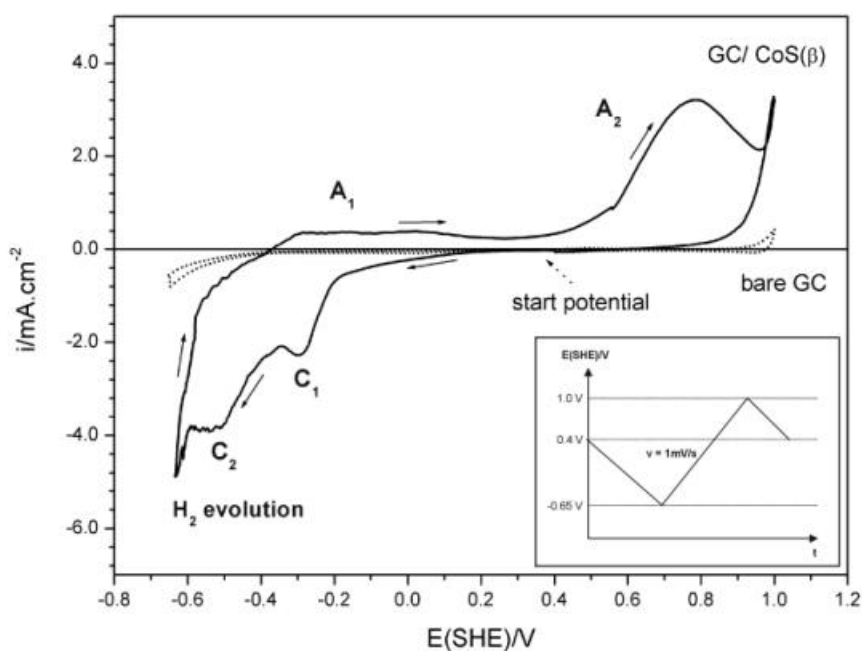 4.0
2.0
0.0
-2.0
-4.0
-6.0
i/mA.cm⁻²
GC/ CoS(β)
A₂
A₁
start potential
bare GC
C₁
C₂
H₂ evolution
E(SHE)/V
1.0 V
0.4 V
v = 1mV/s
-0.65 V
t
-0.8 -0.6 -0.4 -0.2 0.0 0.2 0.4 0.6 0.8 1.0 1.2
E(SHE)/V